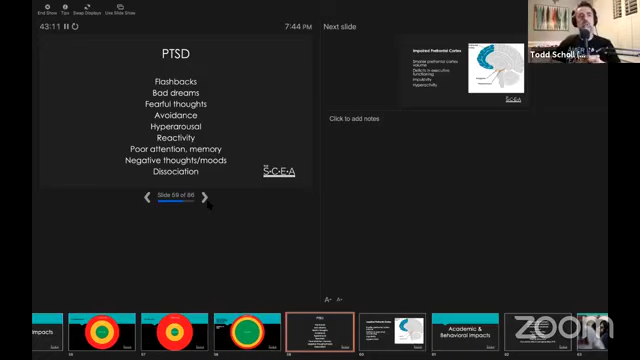 End Show Tips Swap Displays Use Slide Show
43:11
7:44 PM
PTSD
Flashbacks
Bad dreams
Fearful thoughts
Avoidance
Hyperarousal
Reactivity
Poor attention, memory
Negative thoughts/moods
Dissociation
THE
S·C·E·A
Slide 69 of 86
Next slide
Impaired Prefrontal Cortex
Smaller prefrontal cortex
volume
Deficits in executive
functioning
Impulsivity
Hyperactivity
S·C·E·A
Click to add notes
Todd Scholl
A+ A-
Impacts
PTSD
Academic &
Behavioral Impacts
zoom